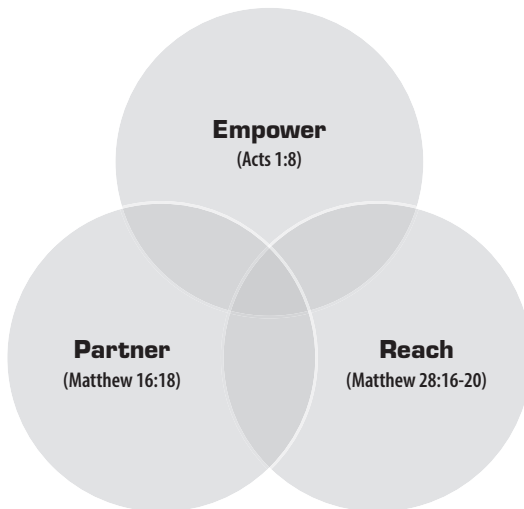 Empower
(Acts 1:8)
Partner
(Matthew 16:18)
Reach
(Matthew 28:16-20)